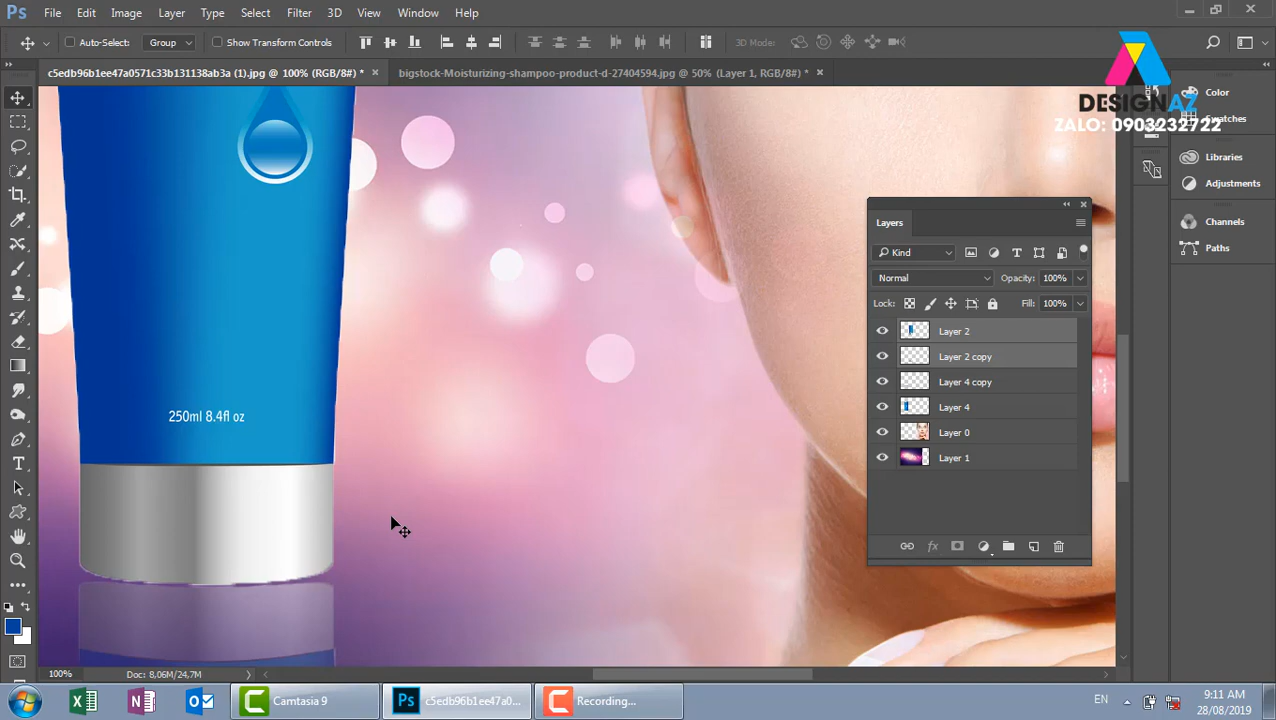 Ps File Edit Image Layer Type Select Filter 3D View Window Help
Auto-Select: Group Show Transform Controls 3D Mode:
c5edb96b1ee47a0571c33b131138ab3a (1).jpg @ 100% (RGB/8#) * × bigstock-Moisturizing-shampoo-product-d-27404594.jpg @ 50% (Layer 1, RGB/8#) * ×
DESIGNAZ
ZALO: 0903232722
Color
Swatches
Libraries
Adjustments
Channels
Paths
Layers
Kind
Normal Opacity: 100%
Lock: Fill: 100%
Layer 2
Layer 2 copy
Layer 4 copy
Layer 4
Layer 0
Layer 1
250ml 8.4fl oz
100% Doc: 8,06M/24,7M
Camtasia 9
Ps c5edb96b1ee47a0...
Recording...
EN
9:11 AM
28/08/2019